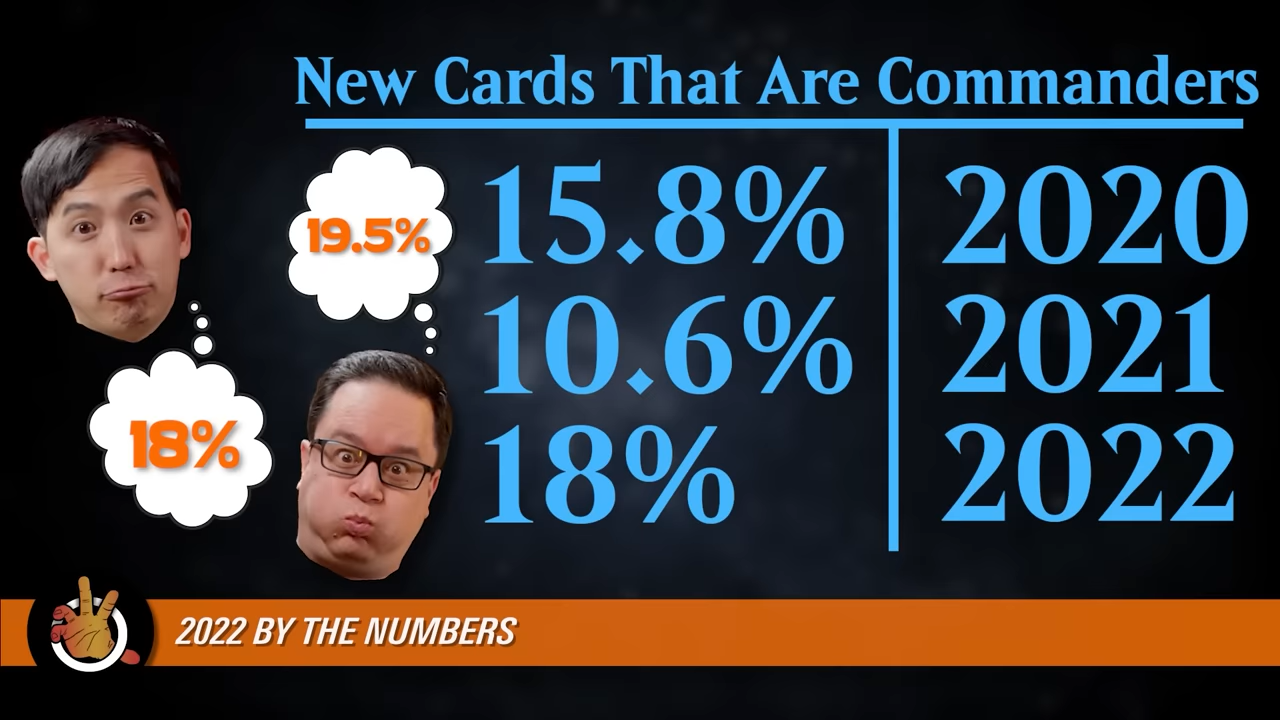 New Cards That Are Commanders
19.5%
18%
15.8% 2020
10.6% 2021
18% 2022
2022 BY THE NUMBERS